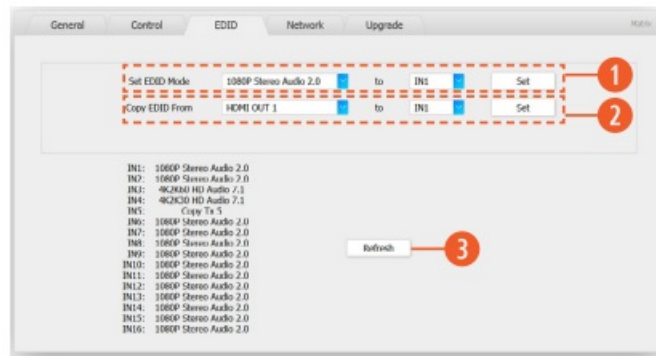 General Control EDID Network Upgrade Matrix
Set EDID Mode 1080P Stereo Audio 2.0 to IN1 Set 1
Copy EDID From HDMI OUT 1 to IN1 Set 2
IN1: 1080P Stereo Audio 2.0
IN2: 1080P Stereo Audio 2.0
IN3: 4K2K60 HD Audio 7.1
IN4: 4K2K30 HD Audio 7.1
IN5: Copy Tx 5
IN6: 1080P Stereo Audio 2.0
IN7: 1080P Stereo Audio 2.0
IN8: 1080P Stereo Audio 2.0
Refresh 3
IN9: 1080P Stereo Audio 2.0
IN10: 1080P Stereo Audio 2.0
IN11: 1080P Stereo Audio 2.0
IN12: 1080P Stereo Audio 2.0
IN13: 1080P Stereo Audio 2.0
IN14: 1080P Stereo Audio 2.0
IN15: 1080P Stereo Audio 2.0
IN16: 1080P Stereo Audio 2.0